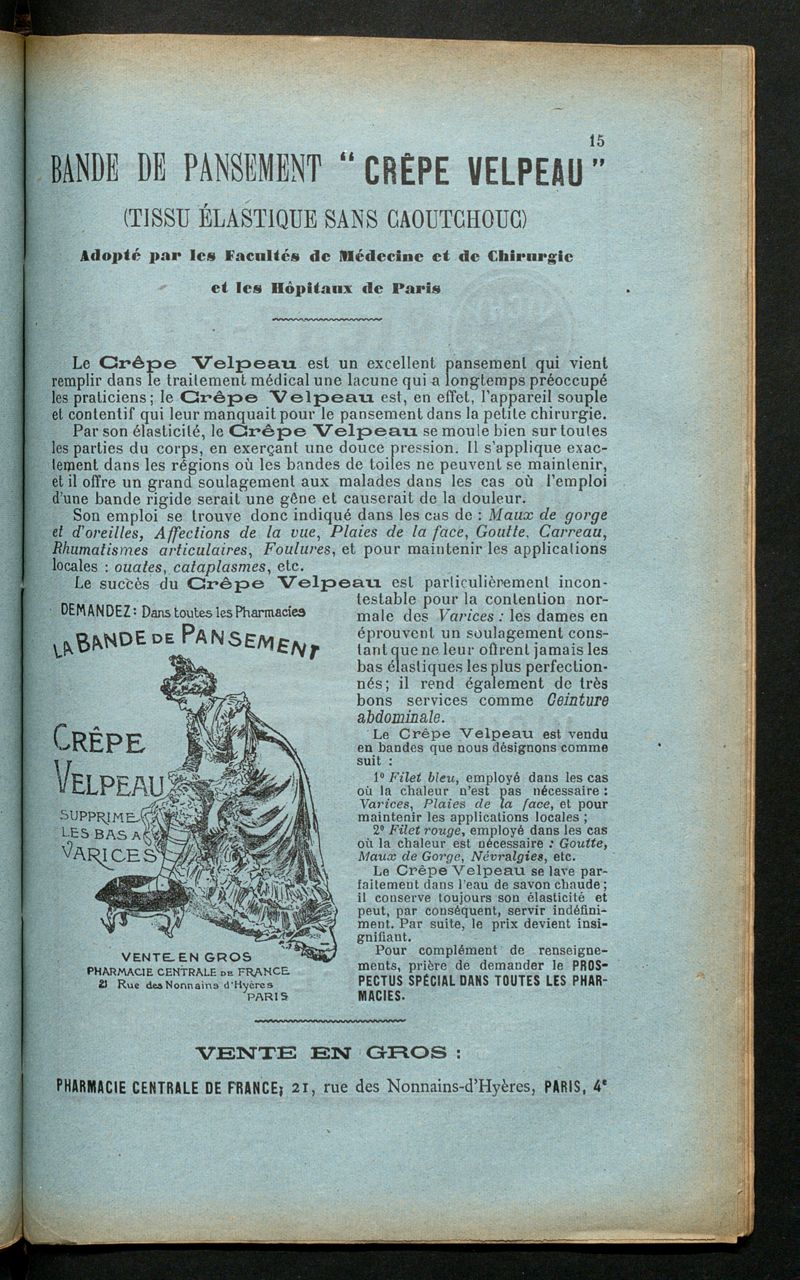 15
BANDE DE PANSEMENT “ CRÊPE VELPEAU ”
(TISSU ÉLASTIQUE SANS CAOUTCHOUC)
Adopté par les Facultés de Médecine et de Chirurgie
et les Hôpitaux de Paris
Le Crêpe Velpeau est un excellent pansement qui vient
remplir dans le traitement médical une lacune qui a longtemps préoccupé
les praticiens ; le Crêpe Velpeau est, en effet, l'appareil souple
et contentif qui leur manquait pour le pansement dans la petite chirurgie.
Par son élasticité, le Crêpe Velpeau se moule bien sur toutes
les parties du corps, en exerçant une douce pression. Il s'applique exac-
tement dans les régions où les bandes de toiles ne peuvent se maintenir,
et il offre un grand soulagement aux malades dans les cas où l'emploi
d'une bande rigide serait une gêne et causerait de la douleur.
Son emploi se trouve donc indiqué dans les cas de : Maux de gorge
et d'oreilles, Affections de la vue, Plaies de la face, Goutte, Carreau,
Rhumatismes articulaires, Foulures, et pour maintenir les applications
locales : ouates, cataplasmes, etc.
Le succès du Crêpe Velpeau est particulièrement incon-
testable pour la contention nor-
male des Varices : les dames en
éprouvent un soulagement cons-
tant que ne leur offrent jamais les
bas élastiques les plus perfection-
nés ; il rend également de très
bons services comme Ceinture
abdominale.
Le Crêpe Velpeau est vendu
en bandes que nous désignons comme
suit :
1° Filet bleu, employé dans les cas
où la chaleur n'est pas nécessaire :
Varices, Plaies de la face, et pour
maintenir les applications locales ;
2° Filet rouge, employé dans les cas
où la chaleur est nécessaire : Goutte,
Maux de Gorge, Névralgies, etc.
Le Crêpe Velpeau se lave par-
faitement dans l'eau de savon chaude ;
il conserve toujours son élasticité et
peut, par conséquent, servir indéfini-
ment. Par suite, le prix devient insi-
gnifiant.
Pour complément de renseigne-
ments, prière de demander le PROS-
PECTUS SPÉCIAL DANS TOUTES LES PHAR-
MACIES.
DEMANDEZ : Dans toutes les Pharmacies
LA BANDE DE PANSEMENT
CRÊPE
VELPEAU
SUPPRIME
LES BAS A
VARICES
VENTE EN GROS
PHARMACIE CENTRALE DE FRANCE
21 Rue des Nonnains d'Hyères
PARIS
VENTE EN GROS :
PHARMACIE CENTRALE DE FRANCE, 21, rue des Nonnains-d'Hyères, PARIS, 4e